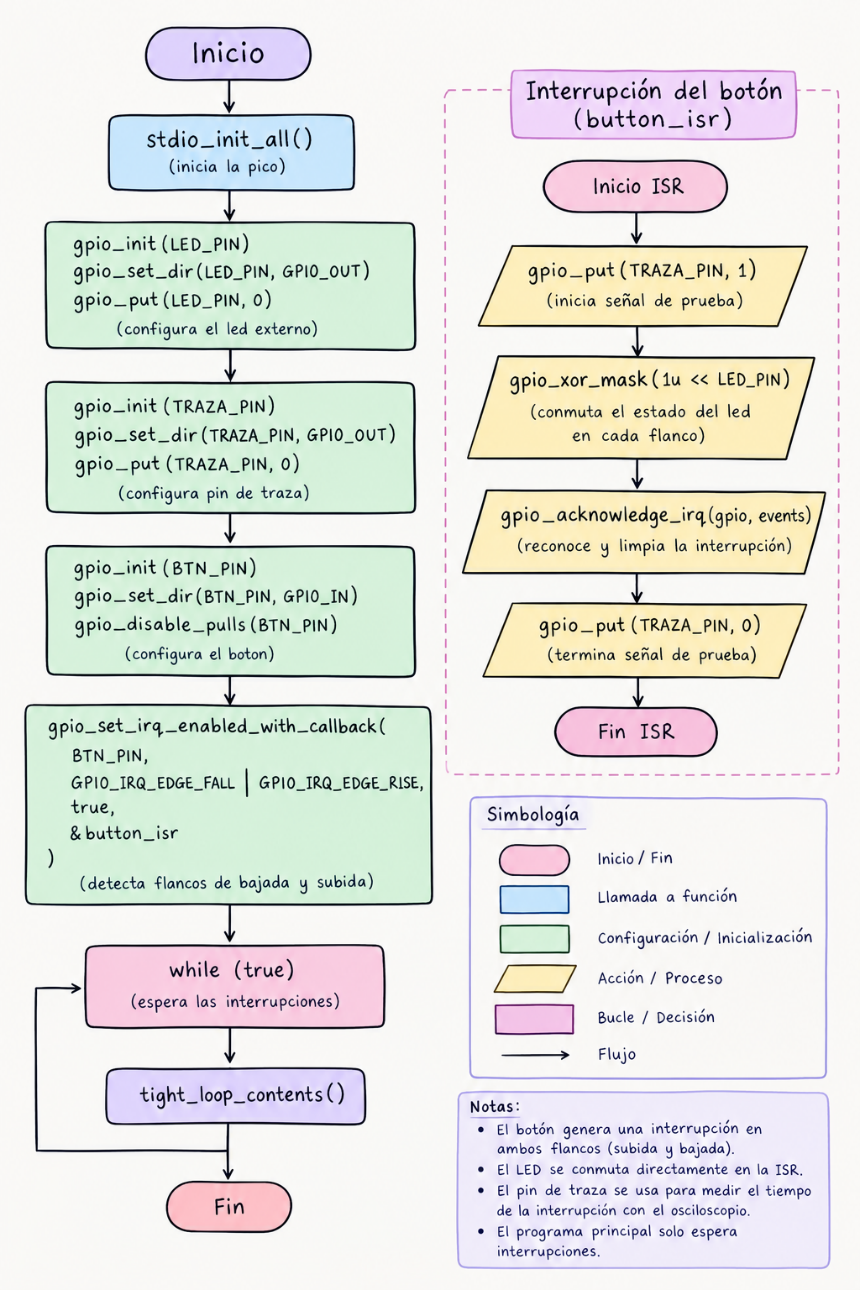 Inicio
stdio_init_all()
(inicia la pico)
gpio_init(LED_PIN)
gpio_set_dir(LED_PIN, GPIO_OUT)
gpio_put(LED_PIN, 0)
(configura el led externo)
gpio_init(TRAZA_PIN)
gpio_set_dir(TRAZA_PIN, GPIO_OUT)
gpio_put(TRAZA_PIN, 0)
(configura pin de traza)
gpio_init(BTN_PIN)
gpio_set_dir(BTN_PIN, GPIO_IN)
gpio_disable_pulls(BTN_PIN)
(configura el boton)
gpio_set_irq_enabled_with_callback(
BTN_PIN,
GPIO_IRQ_EDGE_FALL | GPIO_IRQ_EDGE_RISE,
true,
&button_isr
)
(detecta flancos de bajada y subida)
while (true)
(espera las interrupciones)
tight_loop_contents()
Fin
Interrupción del botón
(button_isr)
Inicio ISR
gpio_put(TRAZA_PIN, 1)
(inicia señal de prueba)
gpio_xor_mask(1u << LED_PIN)
(conmuta el estado del led
en cada flanco)
gpio_acknowledge_irq(gpio, events)
(reconoce y limpia la interrupción)
gpio_put(TRAZA_PIN, 0)
(termina señal de prueba)
Fin ISR
Simbología
Inicio / Fin
Llamada a función
Configuración / Inicialización
Acción / Proceso
Bucle / Decisión
Flujo
Notas:
• El botón genera una interrupción en
ambos flancos (subida y bajada).
• El LED se conmuta directamente en la ISR.
• El pin de traza se usa para medir el tiempo
de la interrupción con el osciloscopio.
• El programa principal solo espera
interrupciones.